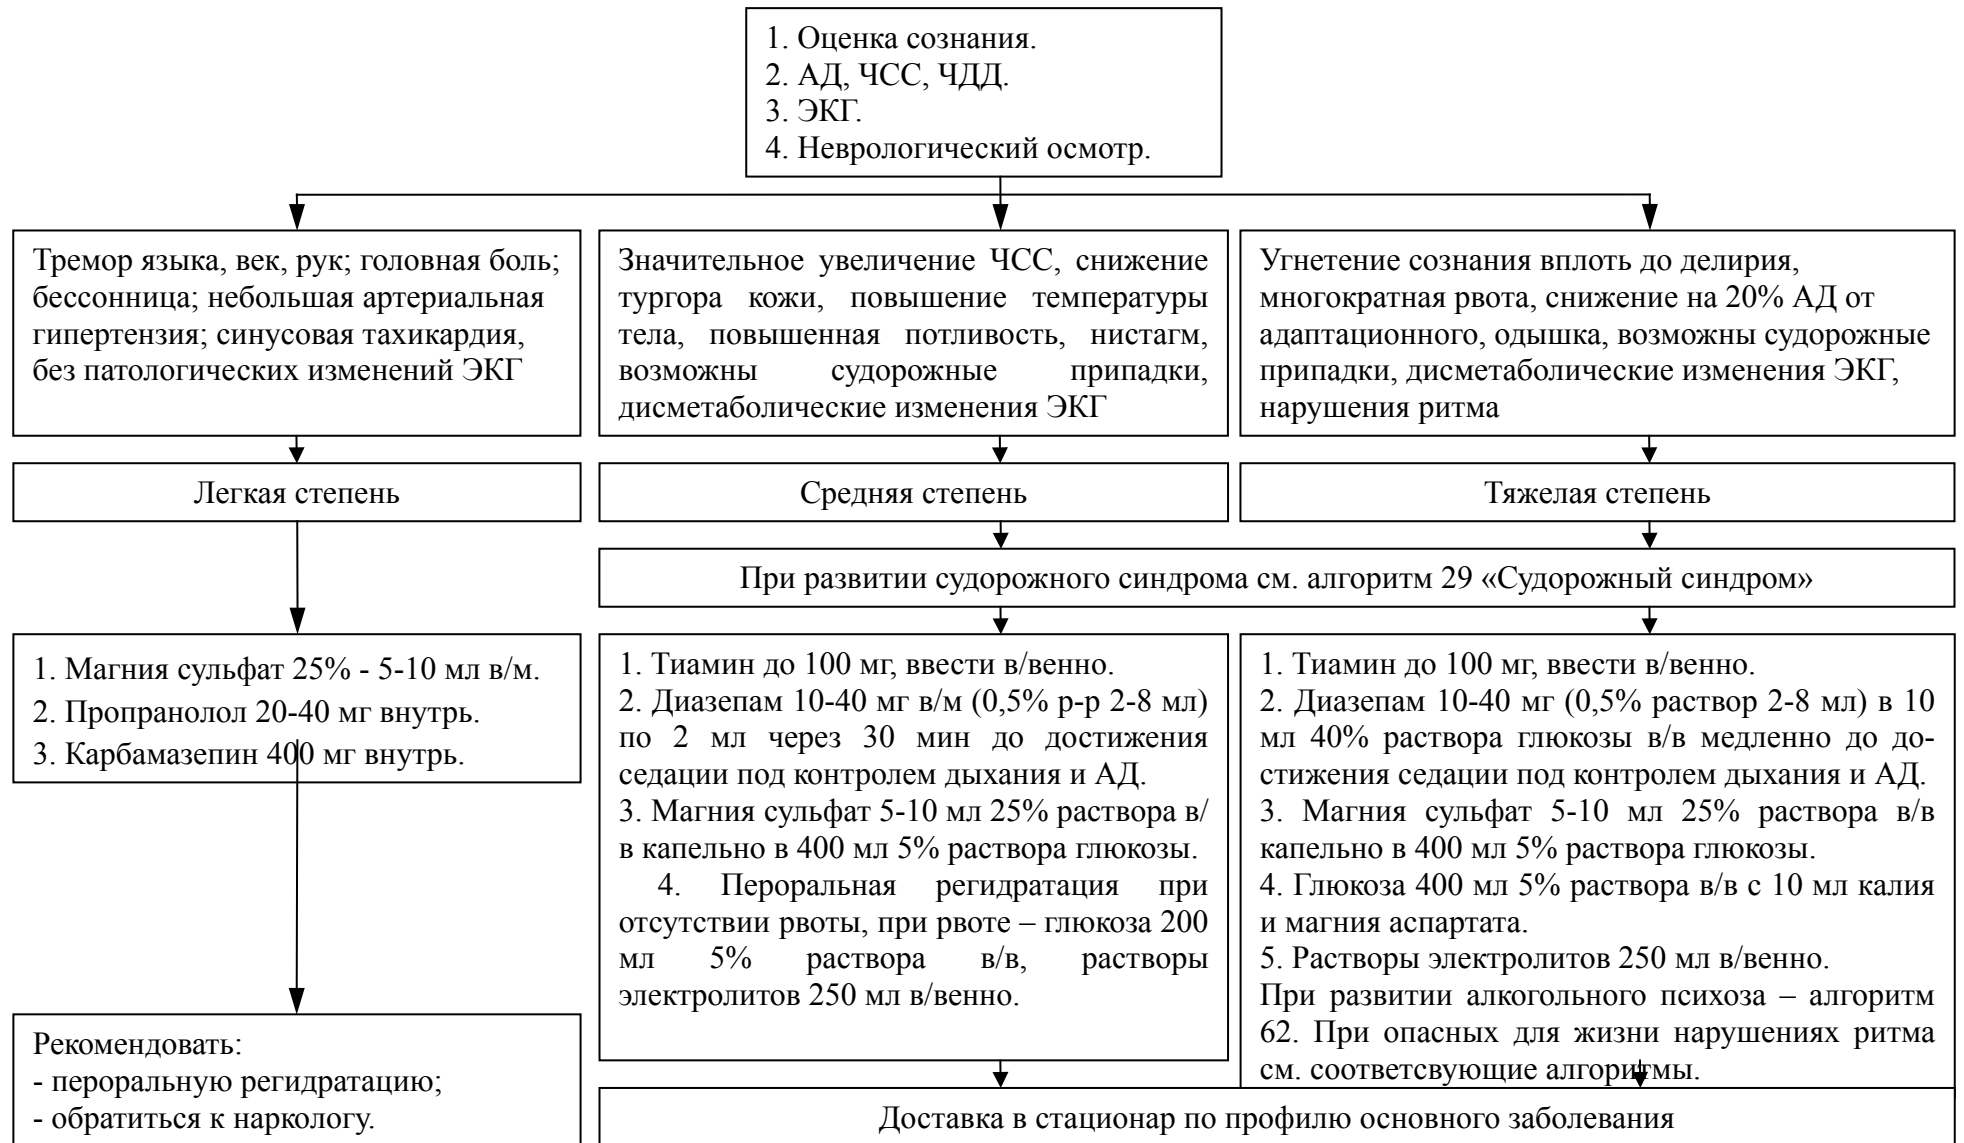 1. Оценка сознания.
2. АД, ЧСС, ЧДД.
3. ЭКГ.
4. Неврологический осмотр.
Тремор языка, век, рук; головная боль;
бессонница; небольшая артериальная
гипертензия; синусовая тахикардия,
без патологических изменений ЭКГ
Значительное увеличение ЧСС, снижение
тургора кожи, повышение температуры
тела, повышенная потливость, нистагм,
возможны судорожные припадки,
дисметаболические изменения ЭКГ
Угнетение сознания вплоть до делирия,
многократная рвота, снижение на 20% АД от
адаптационного, одышка, возможны судорожные
припадки, дисметаболические изменения ЭКГ,
нарушения ритма
Легкая степень
Средняя степень
Тяжелая степень
При развитии судорожного синдрома см. алгоритм 29 «Судорожный синдром»
1. Магния сульфат 25% - 5-10 мл в/м.
2. Пропранолол 20-40 мг внутрь.
3. Карбамазепин 400 мг внутрь.
1. Тиамин до 100 мг, ввести в/венно.
2. Диазепам 10-40 мг в/м (0,5% р-р 2-8 мл)
по 2 мл через 30 мин до достижения
седации под контролем дыхания и АД.
3. Магния сульфат 5-10 мл 25% раствора в/
в капельно в 400 мл 5% раствора глюкозы.
4. Пероральная регидратация при
отсутствии рвоты, при рвоте – глюкоза 200
мл 5% раствора в/в, растворы
электролитов 250 мл в/венно.
1. Тиамин до 100 мг, ввести в/венно.
2. Диазепам 10-40 мг (0,5% раствор 2-8 мл) в 10
мл 40% раствора глюкозы в/в медленно до до-
стижения седации под контролем дыхания и АД.
3. Магния сульфат 5-10 мл 25% раствора в/в
капельно в 400 мл 5% раствора глюкозы.
4. Глюкоза 400 мл 5% раствора в/в с 10 мл калия
и магния аспартата.
5. Растворы электролитов 250 мл в/венно.
При развитии алкогольного психоза – алгоритм
62. При опасных для жизни нарушениях ритма
см. соответсвующие алгоритмы.
Рекомендовать:
- пероральную регидратацию;
- обратиться к наркологу.
Доставка в стационар по профилю основного заболевания